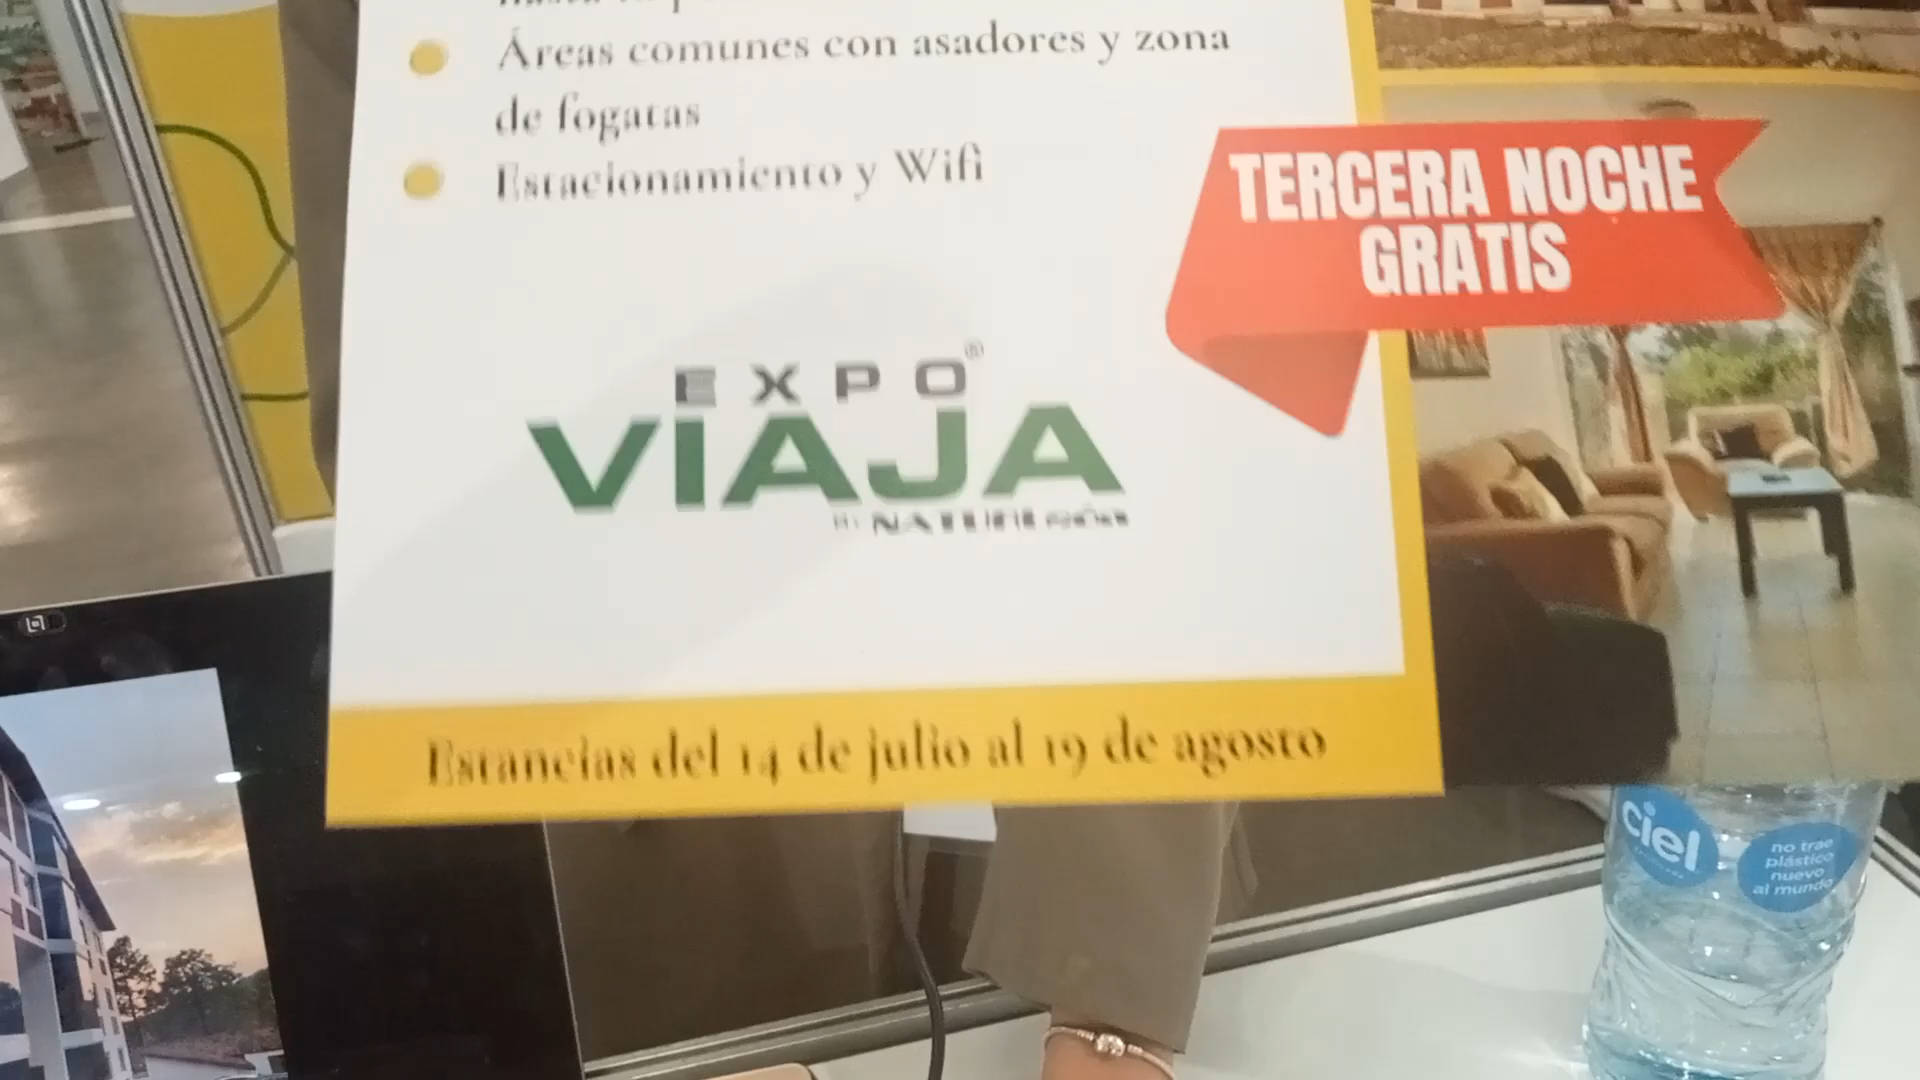 Áreas comunes con asadores y zona
de fogatas
Estacionamiento y Wifi
TERCERA NOCHE
GRATIS
EXPO®
VIAJA
Estancias del 14 de julio al 19 de agosto
ciel
no trae
plástico
nuevo
al mundo